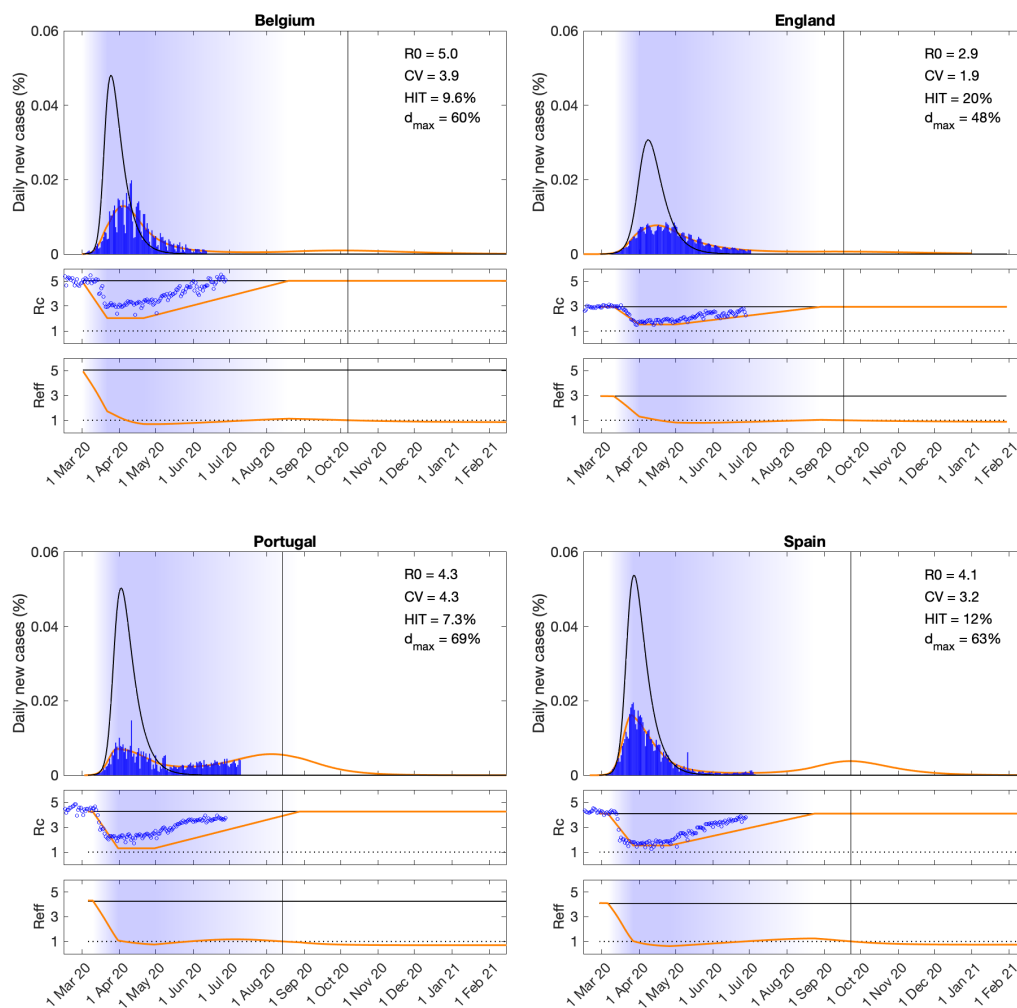 Belgium
0.06
0.04
0.02
0
Daily new cases (%)
R0 = 5.0
CV = 3.9
HIT = 9.6%
d_max = 60%
5
3
1
Rc
5
3
1
Reff
1 Mar 20
1 Apr 20
1 May 20
1 Jun 20
1 Jul 20
1 Aug 20
1 Sep 20
1 Oct 20
1 Nov 20
1 Dec 20
1 Jan 21
1 Feb 21
England
0.06
0.04
0.02
0
Daily new cases (%)
R0 = 2.9
CV = 1.9
HIT = 20%
d_max = 48%
5
3
1
Rc
5
3
1
Reff
1 Mar 20
1 Apr 20
1 May 20
1 Jun 20
1 Jul 20
1 Aug 20
1 Sep 20
1 Oct 20
1 Nov 20
1 Dec 20
1 Jan 21
1 Feb 21
Portugal
0.06
0.04
0.02
0
Daily new cases (%)
R0 = 4.3
CV = 4.3
HIT = 7.3%
d_max = 69%
5
3
1
Rc
5
3
1
Reff
1 Mar 20
1 Apr 20
1 May 20
1 Jun 20
1 Jul 20
1 Aug 20
1 Sep 20
1 Oct 20
1 Nov 20
1 Dec 20
1 Jan 21
1 Feb 21
Spain
0.06
0.04
0.02
0
Daily new cases (%)
R0 = 4.1
CV = 3.2
HIT = 12%
d_max = 63%
5
3
1
Rc
5
3
1
Reff
1 Mar 20
1 Apr 20
1 May 20
1 Jun 20
1 Jul 20
1 Aug 20
1 Sep 20
1 Oct 20
1 Nov 20
1 Dec 20
1 Jan 21
1 Feb 21